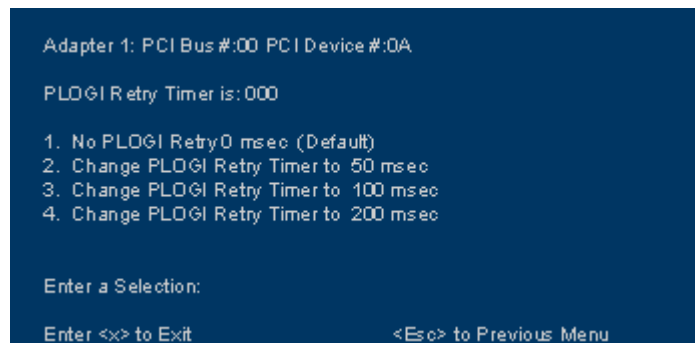 Adapter 1: PCI Bus #:00 PCI Device #:0A
PLOGI Retry Timer is: 000
1. No PLOGI Retry 0 msec (Default)
2. Change PLOGI Retry Timer to 50 msec
3. Change PLOGI Retry Timer to 100 msec
4. Change PLOGI Retry Timer to 200 msec
Enter a Selection:
Enter <x> to Exit <Esc> to Previous Menu